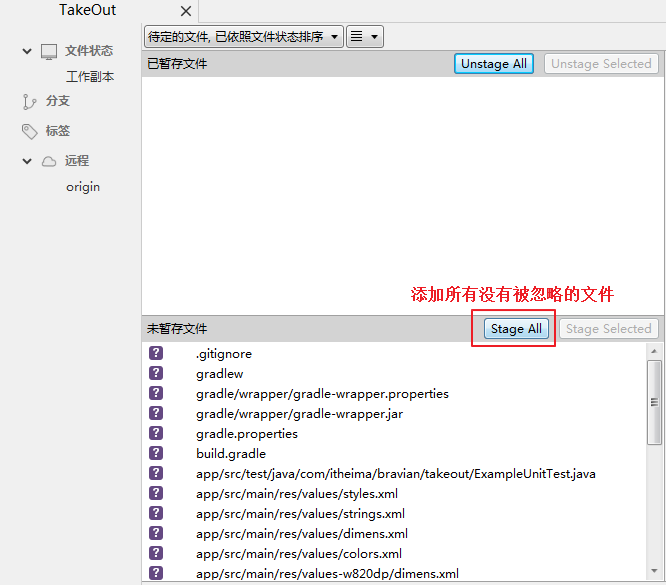 TakeOut
文件状态
工作副本
分支
标签
远程
origin
待定的文件, 已依照文件状态排序
已暂存文件 Unstage All Unstage Selected
添加所有没有被忽略的文件
未暂存文件 Stage All Stage Selected
? .gitignore
? gradlew
? gradle/wrapper/gradle-wrapper.properties
? gradle/wrapper/gradle-wrapper.jar
? gradle.properties
? build.gradle
? app/src/test/java/com/itheima/bravian/takeout/ExampleUnitTest.java
? app/src/main/res/values/styles.xml
? app/src/main/res/values/strings.xml
? app/src/main/res/values/dimens.xml
? app/src/main/res/values/colors.xml
? app/src/main/res/values-w820dp/dimens.xml